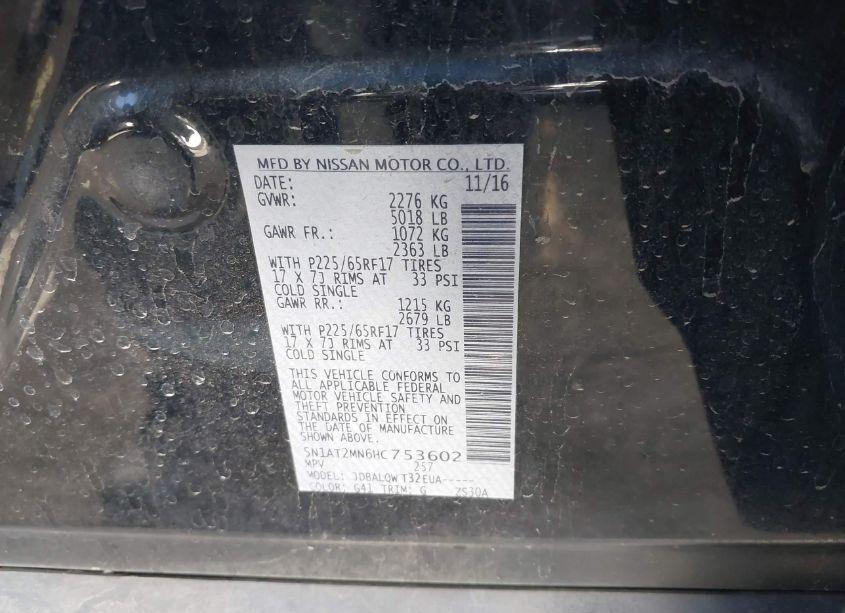 MFD BY NISSAN MOTOR CO., LTD.
DATE: 11/16
GVWR: 2276 KG
5018 LB
GAWR FR.: 1072 KG
2363 LB
WITH P225/65RF17 TIRES
17 X 7J RIMS AT 33 PSI
COLD SINGLE
GAWR RR.: 1215 KG
2679 LB
WITH P225/65RF17 TIRES
17 X 7J RIMS AT 33 PSI
COLD SINGLE
THIS VEHICLE CONFORMS TO
ALL APPLICABLE FEDERAL
MOTOR VEHICLE SAFETY AND
THEFT PREVENTION
STANDARDS IN EFFECT ON
THE DATE OF MANUFACTURE
SHOWN ABOVE.
5N1AT2MN6HC753602
MPV 257
MODEL: JDBALQWT32EUA-----
COLOR: G41 TRIM: G ZS30A